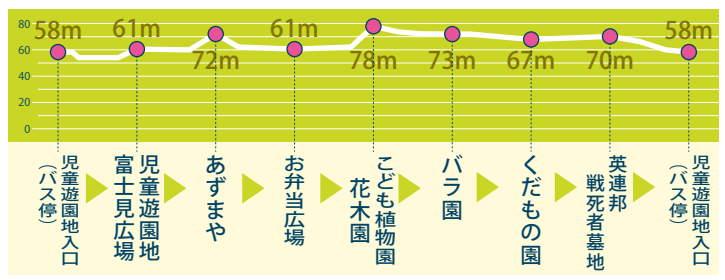 80
60
40
20
0
58m
61m
72m
61m
78m
73m
67m
70m
58m
児童遊園地入口
（バス停）
児童遊園地
富士見広場
あずまや
お弁当広場
こども植物園
花木園
バラ園
くだもの園
英連邦
戦死者墓地
児童遊園地入口
（バス停）